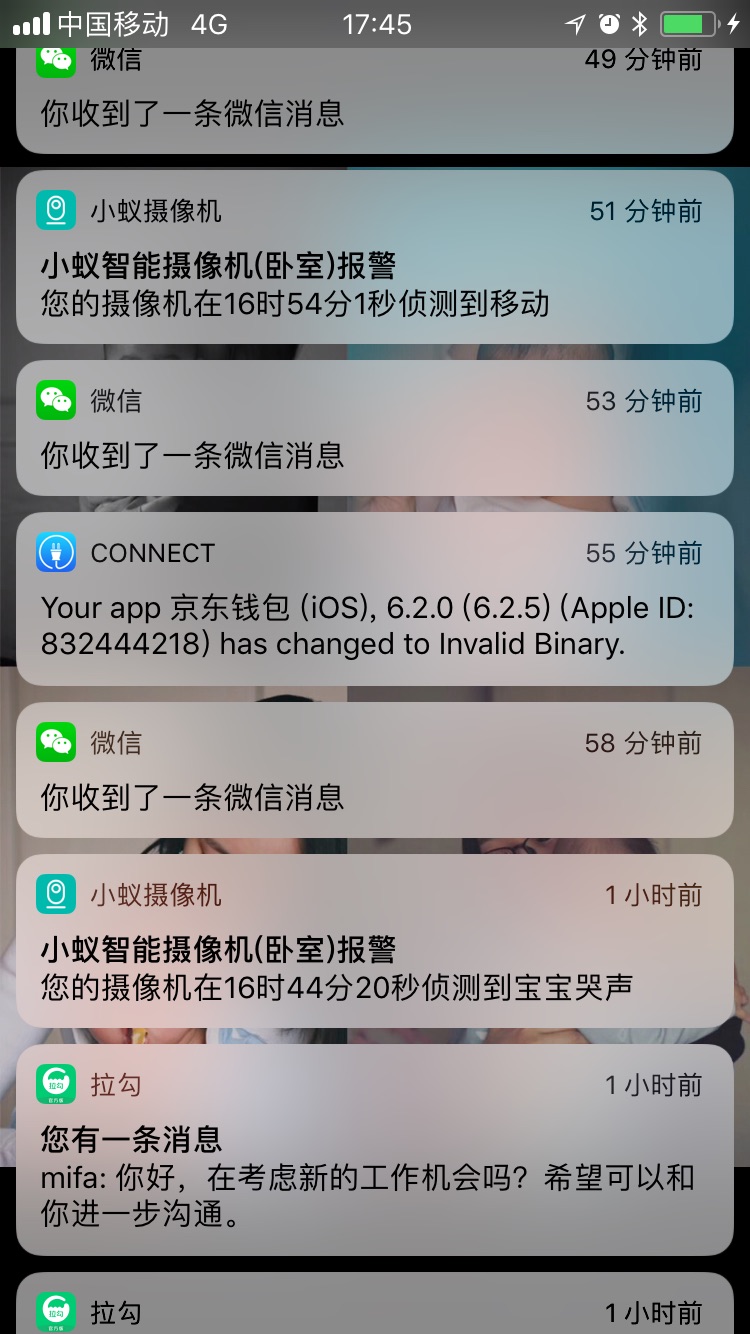 中国移动 4G 17:45
微信 49 分钟前
你收到了一条微信消息
小蚁摄像机 51 分钟前
小蚁智能摄像机(卧室)报警
您的摄像机在16时54分1秒侦测到移动
微信 53 分钟前
你收到了一条微信消息
CONNECT 55 分钟前
Your app 京东钱包 (iOS), 6.2.0 (6.2.5) (Apple ID:
832444218) has changed to Invalid Binary.
微信 58 分钟前
你收到了一条微信消息
小蚁摄像机 1 小时前
小蚁智能摄像机(卧室)报警
您的摄像机在16时44分20秒侦测到宝宝哭声
拉勾 1 小时前
您有一条消息
mifa: 你好，在考虑新的工作机会吗？希望可以和
你进一步沟通。
拉勾 1 小时前